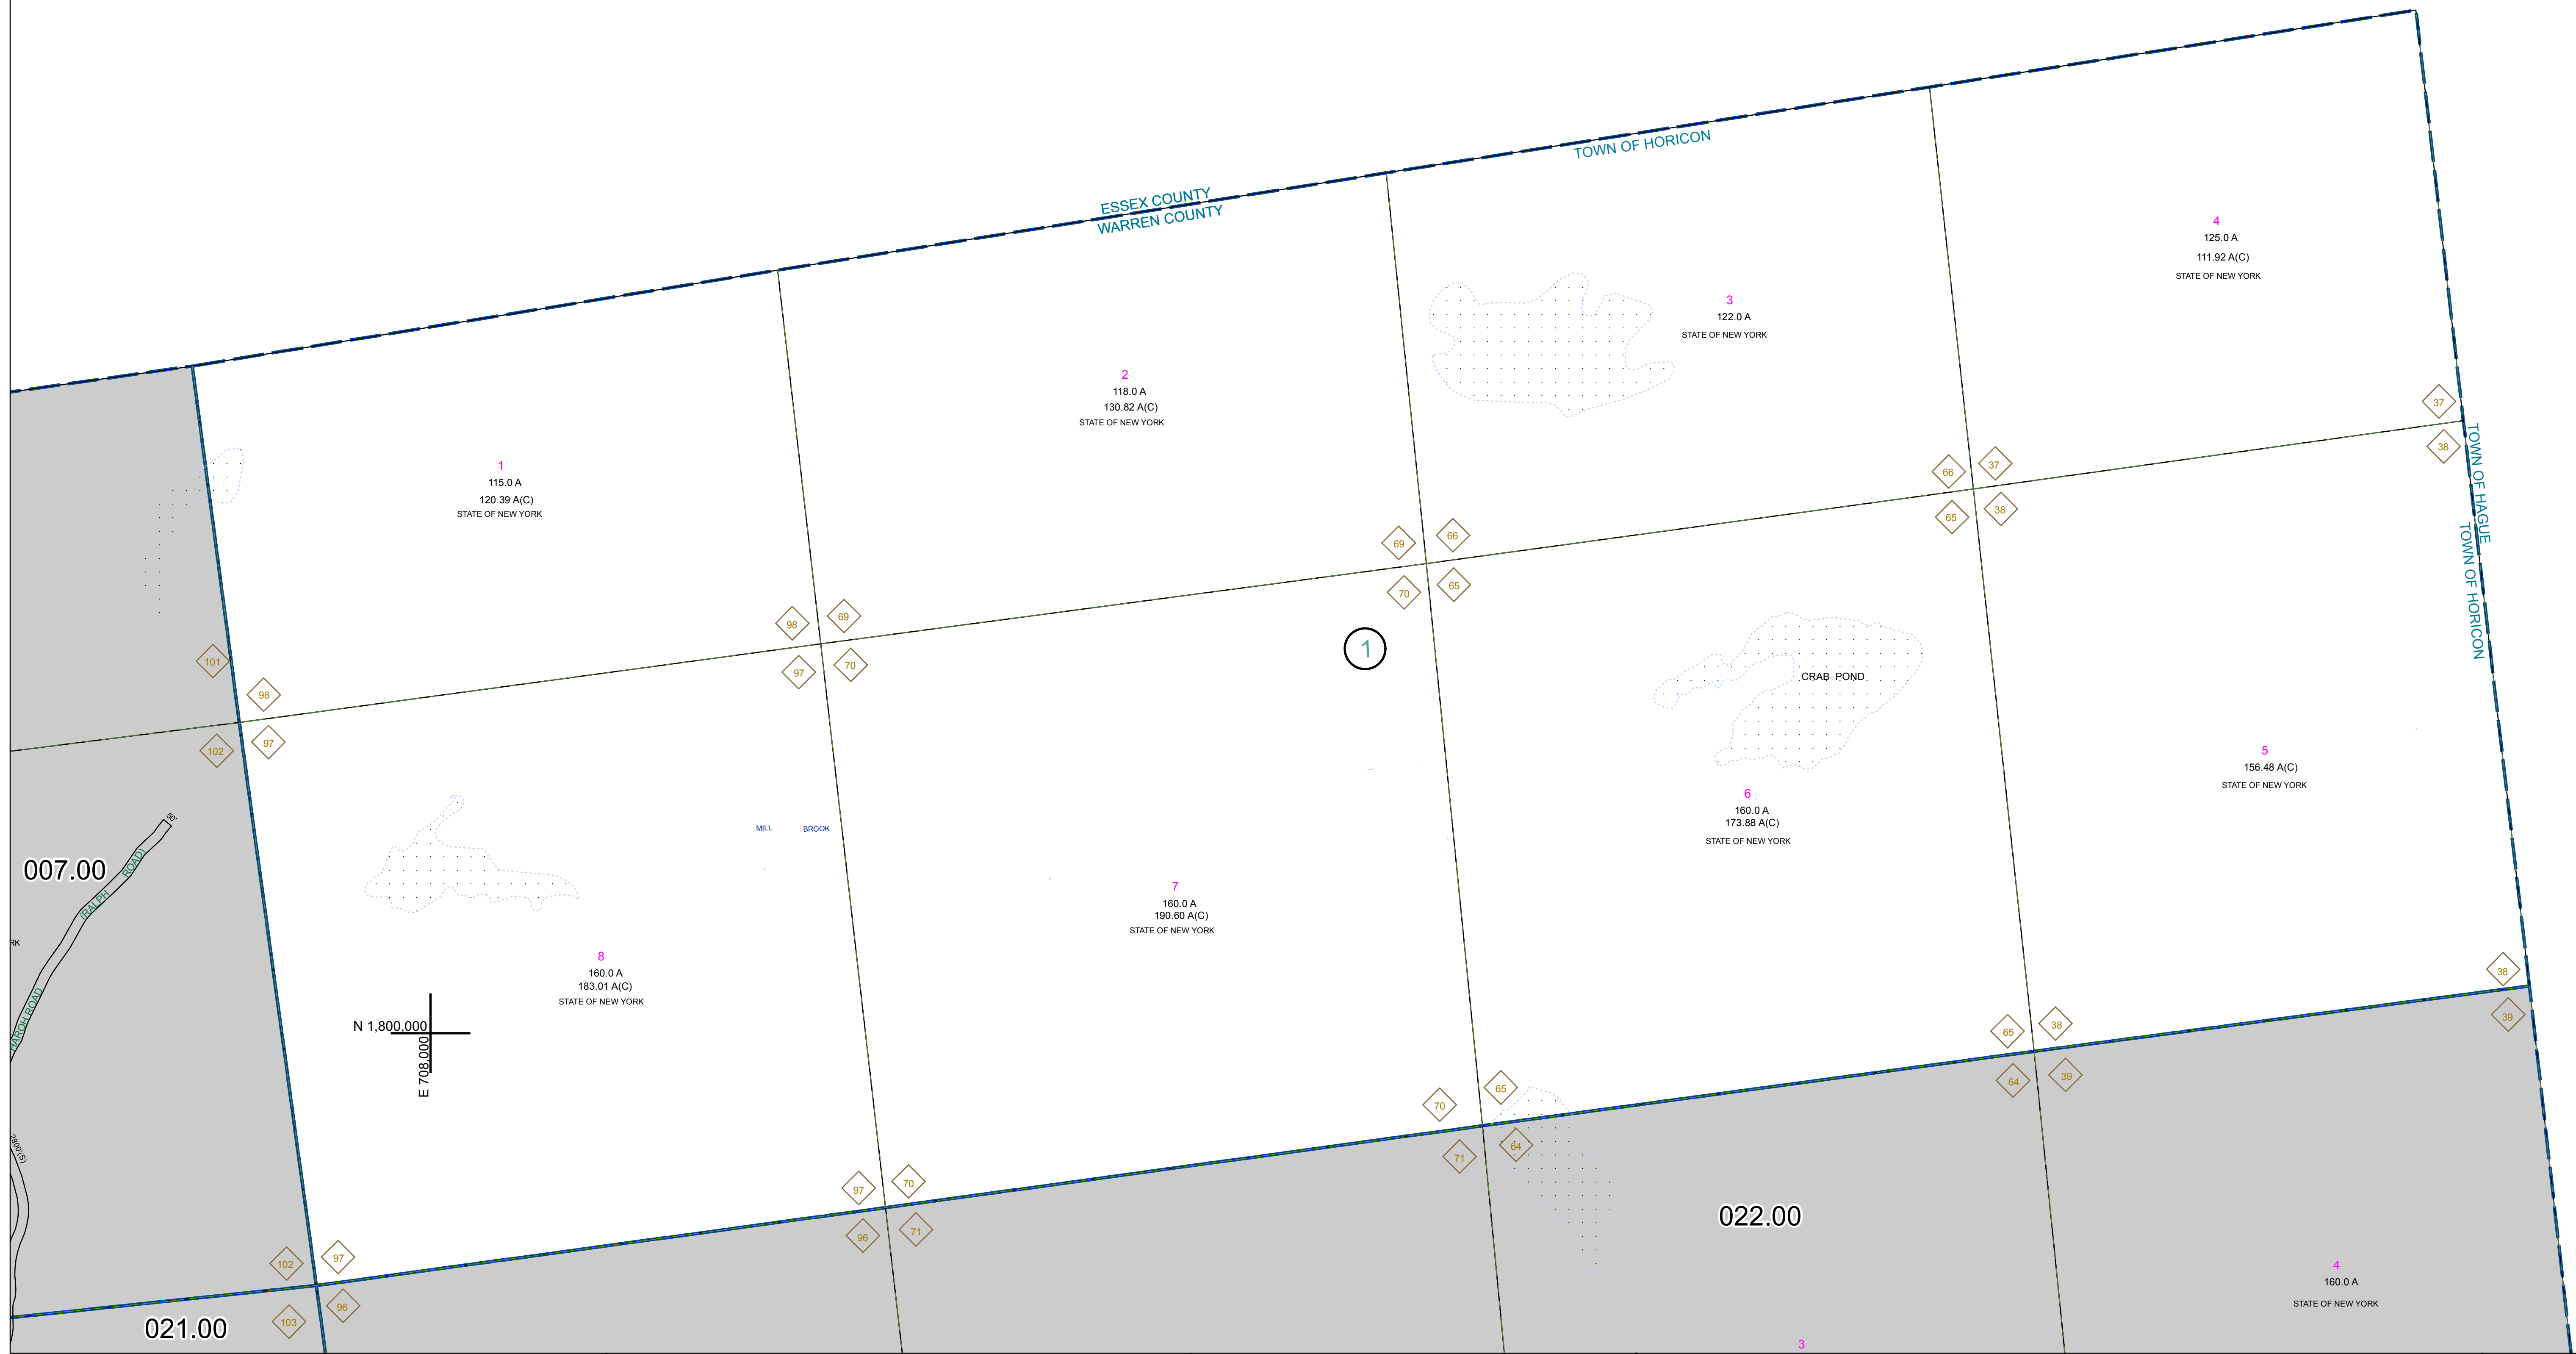 TOWN OF HORICON
ESSEX COUNTY
WARREN COUNTY
4
125.0 A
111.92 A(C)
STATE OF NEW YORK
3
122.0 A
STATE OF NEW YORK
2
118.0 A
130.82 A(C)
STATE OF NEW YORK
1
115.0 A
120.39 A(C)
STATE OF NEW YORK
37
38
TOWN OF HAGUE
TOWN OF HORICON
66
37
65
38
69
66
70
65
98
69
97
70
1
101
98
102
97
CRAB POND
5
156.48 A(C)
STATE OF NEW YORK
6
160.0 A
173.88 A(C)
STATE OF NEW YORK
MILL BROOK
7
160.0 A
190.60 A(C)
STATE OF NEW YORK
8
160.0 A
183.01 A(C)
STATE OF NEW YORK
50'
007.00
(RALPH ROAD)
RK
HAROH ROAD
N 1,800,000
E 708,000
280'(S)
38
39
65
38
64
39
70
65
71
64
97
70
96
71
102
97
103
96
022.00
021.00
4
160.0 A
STATE OF NEW YORK
3